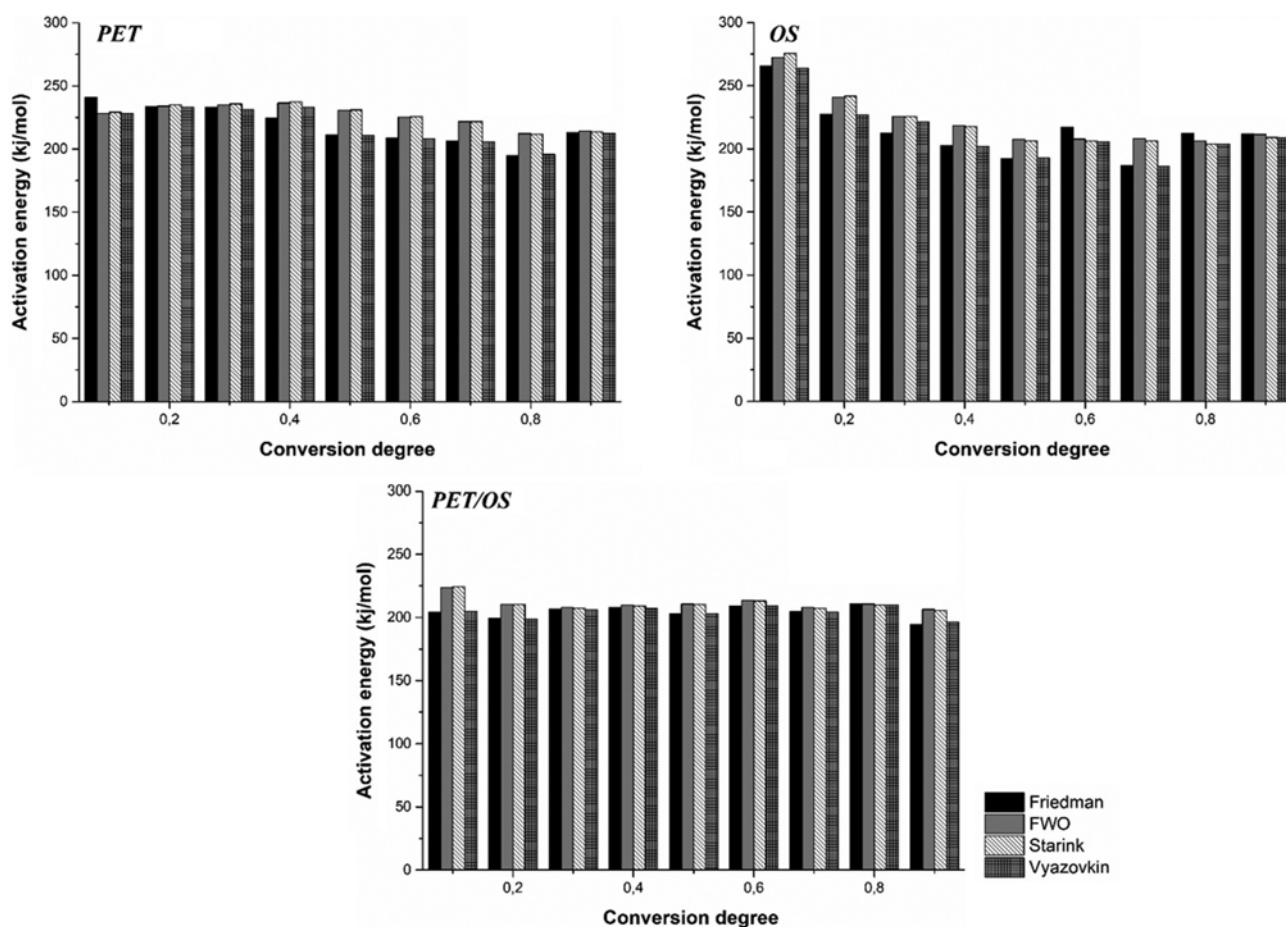 PET
300
250
200
150
100
50
0
Activation energy (kj/mol)
0,2 0,4 0,6 0,8
Conversion degree
OS
300
250
200
150
100
50
0
Activation energy (kj/mol)
0,2 0,4 0,6 0,8
Conversion degree
PET/OS
300
250
200
150
100
50
0
Activation energy (kj/mol)
0,2 0,4 0,6 0,8
Conversion degree
Friedman
FWO
Starink
Vyazovkin